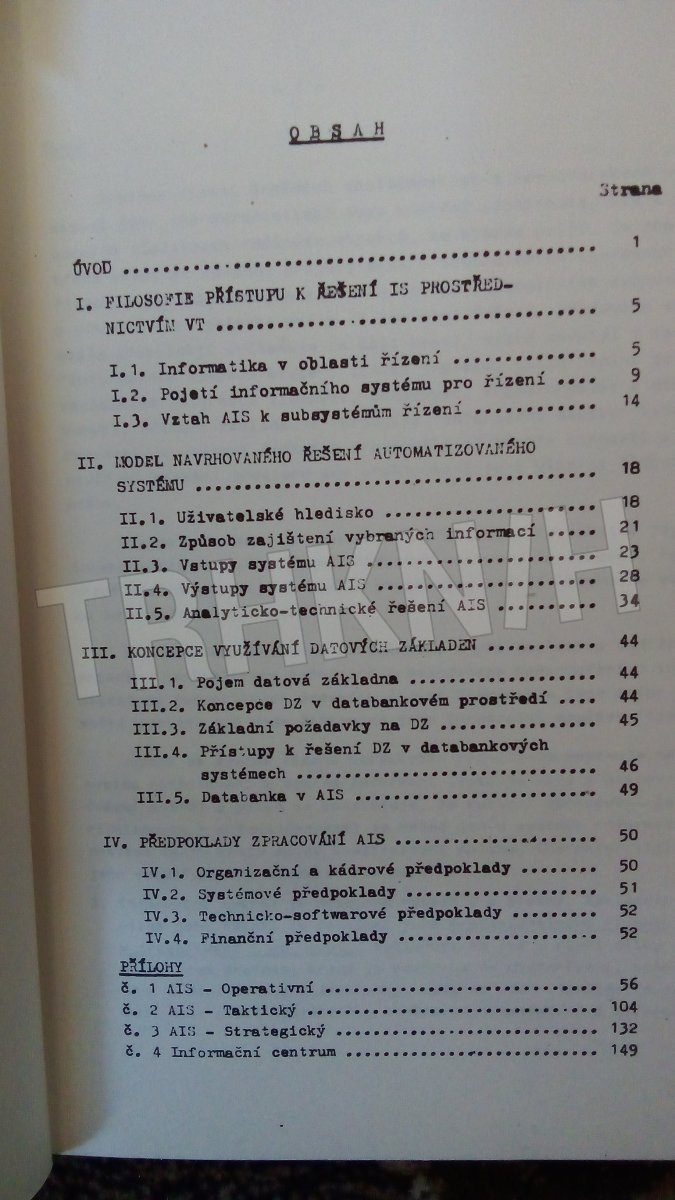 OBSAH
Strana
ÚVOD ................................................ 1
I. FILOSOFIE PŘÍSTUPU K ŘEŠENÍ IS PROSTŘED-
NICTVÍM VT ...................................... 5
I.1. Informatika v oblasti řízení ............. 5
I.2. Pojetí informačního systému pro řízení .... 9
I.3. Vztah AIS k subsystémům řízení ........... 14
II. MODEL NAVRHOVANÉHO ŘEŠENÍ AUTOMATIZOVANÉHO
SYSTÉMU ........................................ 18
II.1. Uživatelské hledisko .................... 18
II.2. Způsob zajištění vybraných informací ..... 21
II.3. Vstupy systému AIS ...................... 23
II.4. Výstupy systému AIS ..................... 28
II.5. Analyticko-technické řešení AIS .......... 34
III. KONCEPCE VYUŽÍVÁNÍ DATOVÝCH ZÁKLADEN ........... 44
III.1. Pojem datová základna .................. 44
III.2. Koncepce DZ v databankovém prostředí .... 44
III.3. Základní požadavky na DZ ............... 45
III.4. Přístupy k řešení DZ v databankových
systémech .............................. 46
III.5. Databanka v AIS ........................ 49
IV. PŘEDPOKLADY ZPRACOVÁNÍ AIS ..................... 50
IV.1. Organizační a kádrové předpoklady ........ 50
IV.2. Systémové předpoklady ................... 51
IV.3. Technicko-softwarové předpoklady ......... 52
IV.4. Finanční předpoklady .................... 52
PŘÍLOHY
č. 1 AIS - Operativní ............................. 56
č. 2 AIS - Taktický ............................... 104
č. 3 AIS - Strategický ............................ 132
č. 4 Informační centrum ........................... 149
TRHKNIH